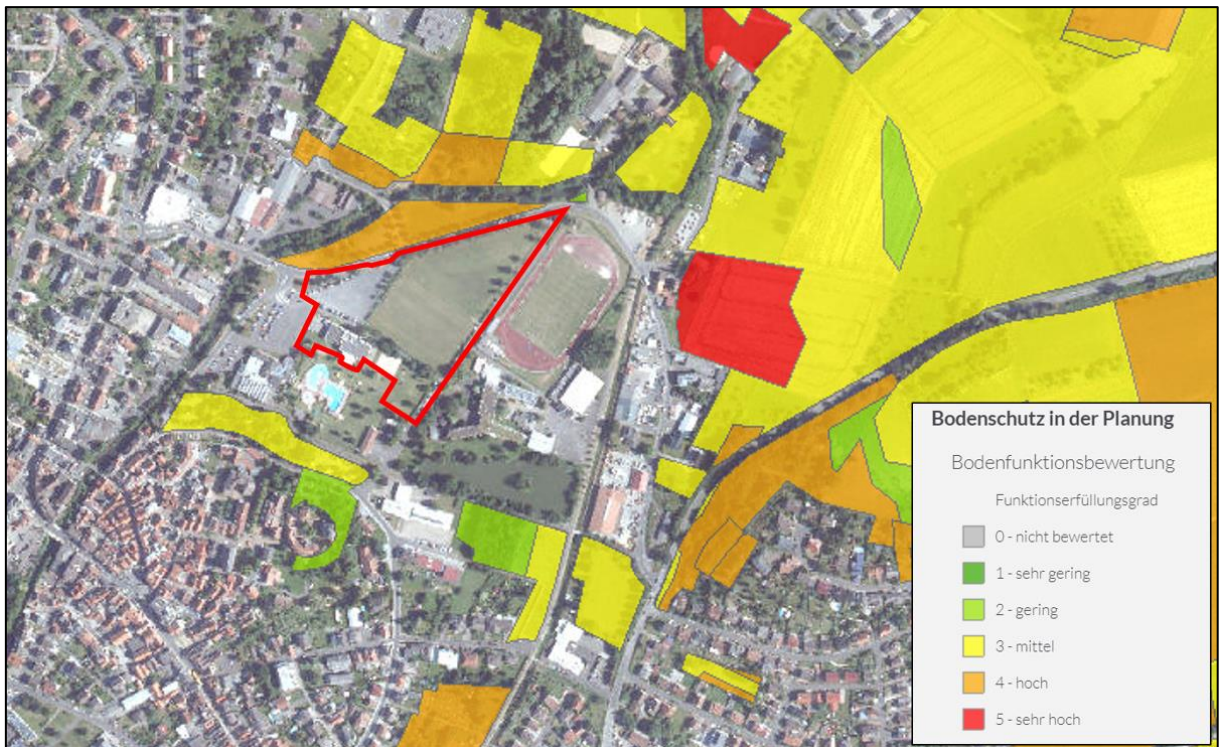 Bodenschutz in der Planung
Bodenfunktionsbewertung
Funktionserfüllungsgrad
0 - nicht bewertet
1 - sehr gering
2 - gering
3 - mittel
4 - hoch
5 - sehr hoch